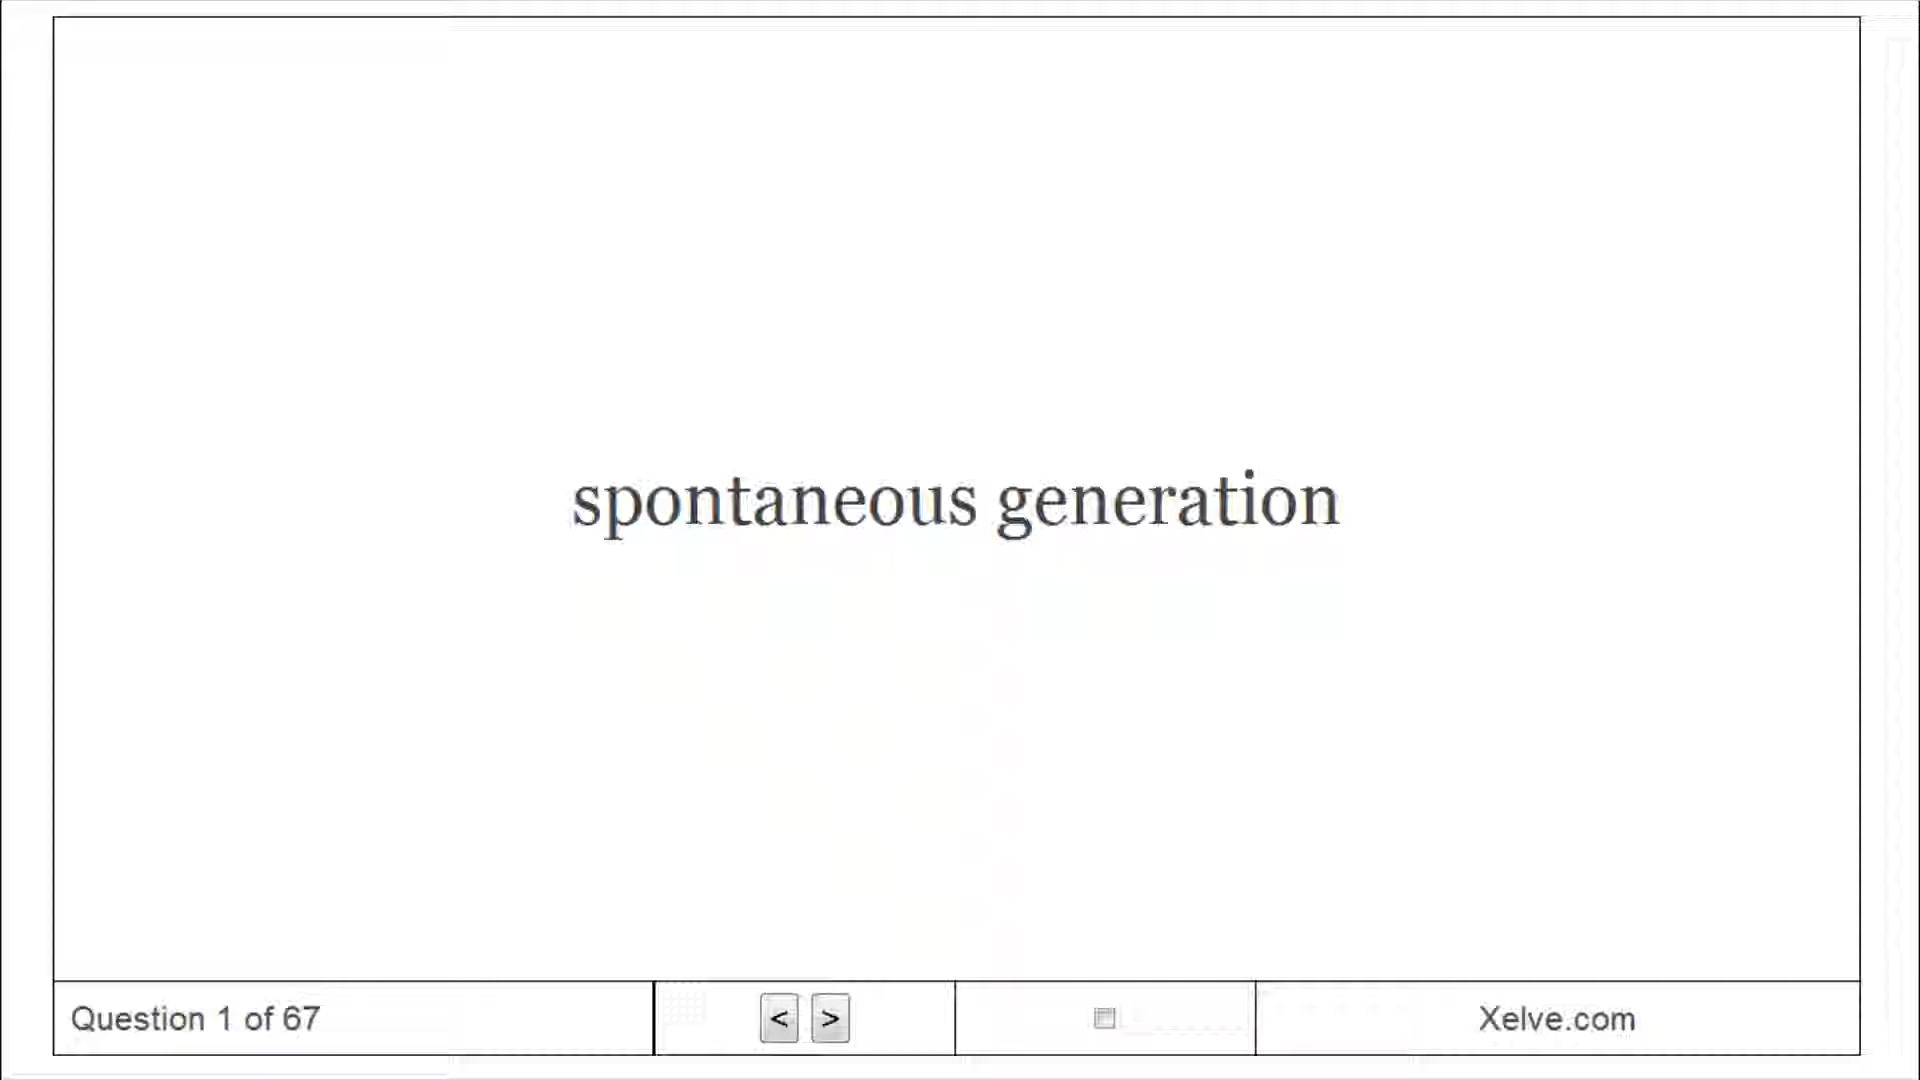 spontaneous generation
Question 1 of 67
< >
Xelve.com